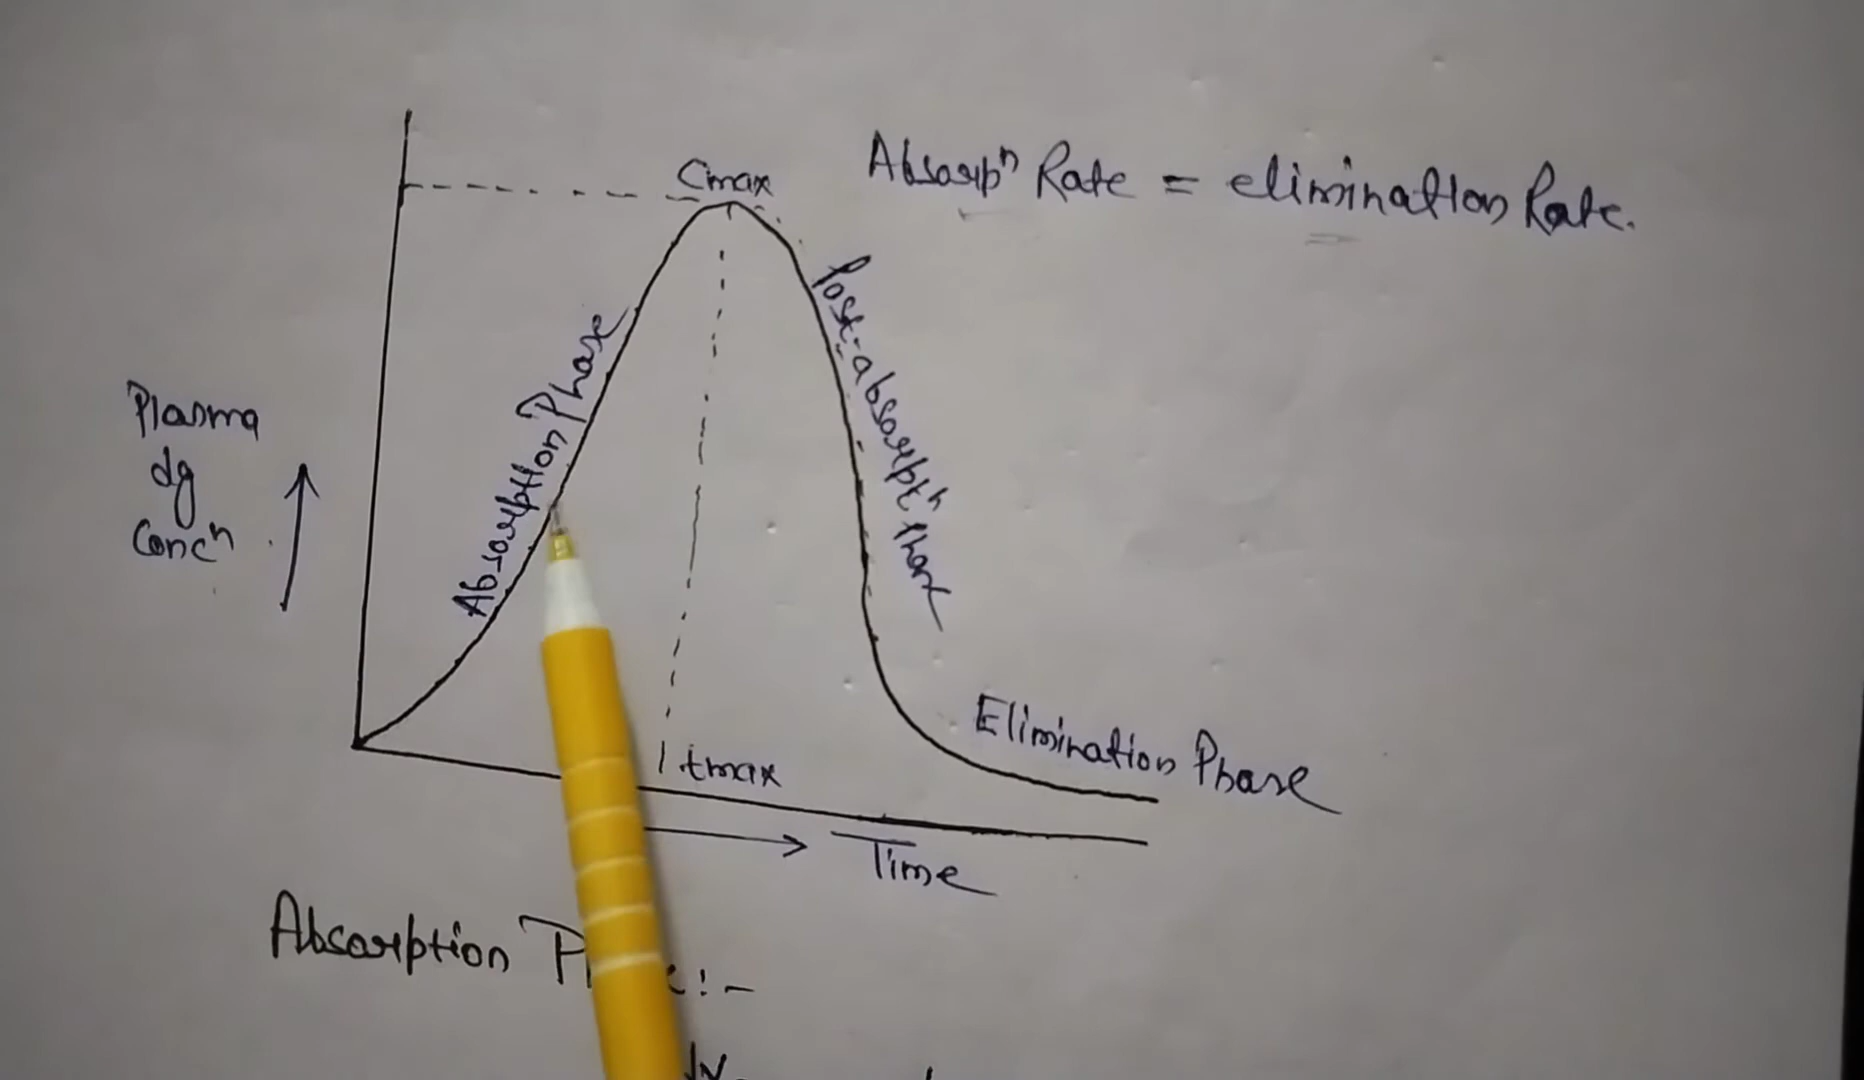 Cmax
Absorpⁿ Rate = elimination Rate.
Absorption Phase
Post-absorptⁿ Phase
Plasma
dg
Concⁿ
Elimination Phase
tmax
Time
Absorption :-